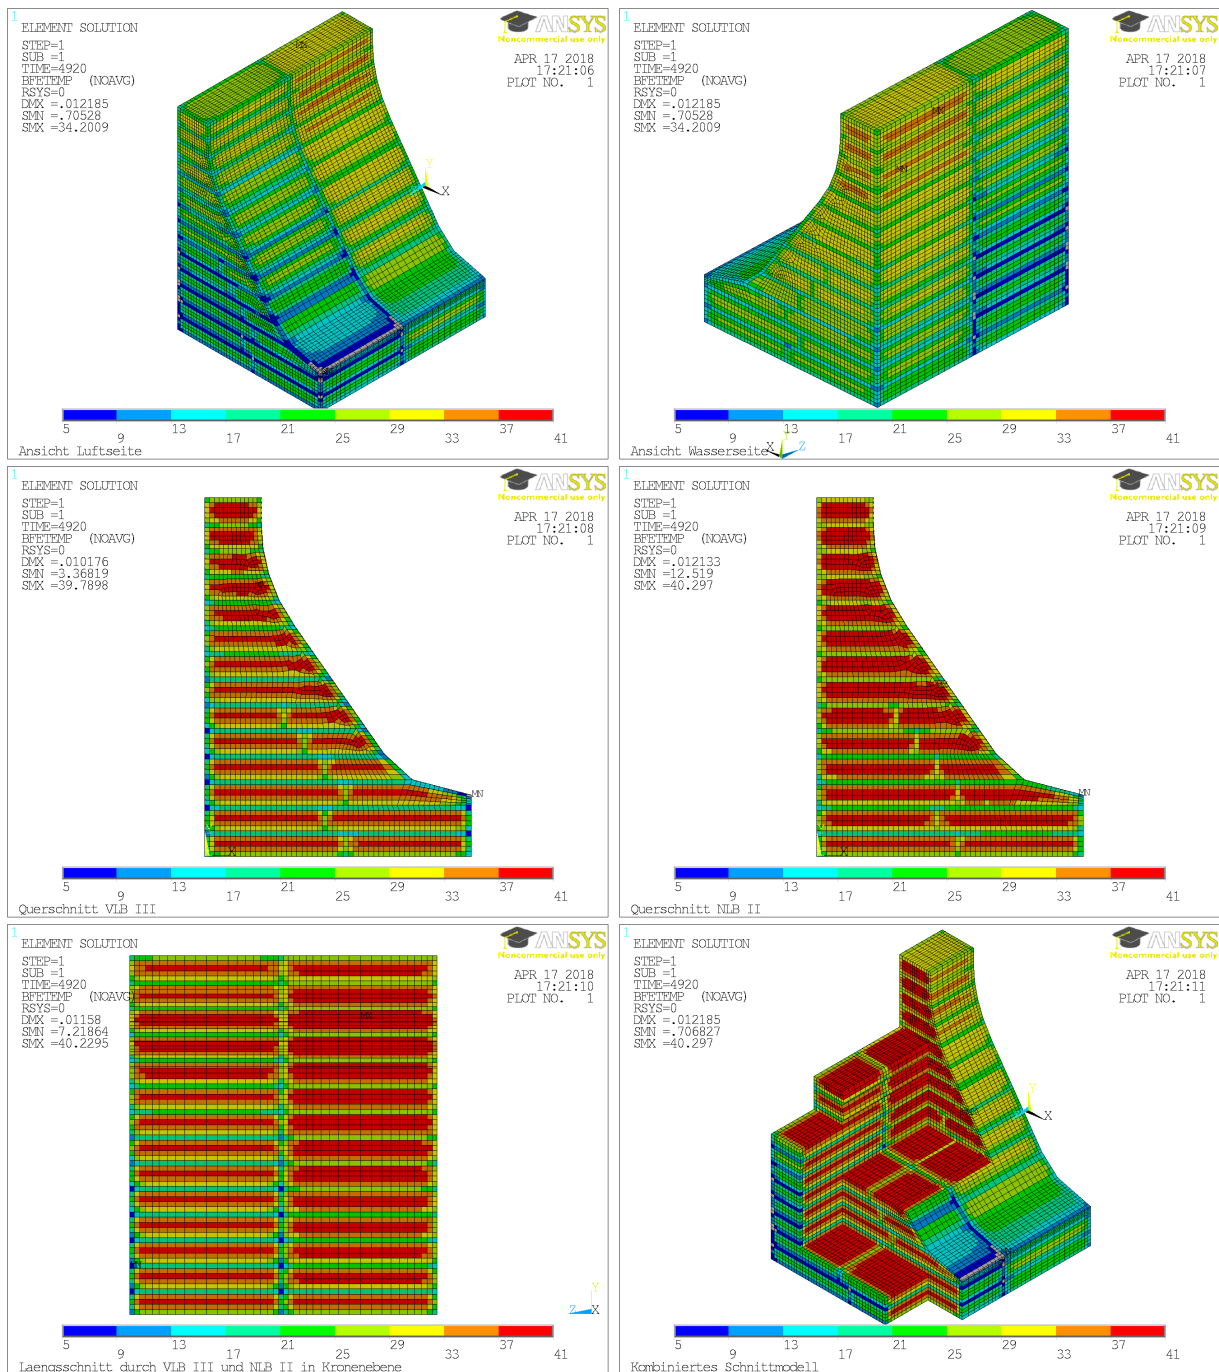 1
ELEMENT SOLUTION
STEP=1
SUB =1
TIME=4920
BFETEMP (NOAVG)
RSYS=0
DMX =.012185
SMN =.70528
SMX =34.2009
ANSYS
Noncommercial use only
APR 17 2018
17:21:06
PLOT NO. 1
MX
Y
X
MN
5 9 13 17 21 25 29 33 37 41
Ansicht Luftseite
1
ELEMENT SOLUTION
STEP=1
SUB =1
TIME=4920
BFETEMP (NOAVG)
RSYS=0
DMX =.012185
SMN =.70528
SMX =34.2009
ANSYS
Noncommercial use only
APR 17 2018
17:21:07
PLOT NO. 1
MX
MN
5 9 13 17 21 25 29 33 37 41
Y
X Z
Ansicht Wasserseite
1
ELEMENT SOLUTION
STEP=1
SUB =1
TIME=4920
BFETEMP (NOAVG)
RSYS=0
DMX =.010176
SMN =3.36819
SMX =39.7898
ANSYS
Noncommercial use only
APR 17 2018
17:21:08
PLOT NO. 1
MN
Y
X
5 9 13 17 21 25 29 33 37 41
Querschnitt VLB III
1
ELEMENT SOLUTION
STEP=1
SUB =1
TIME=4920
BFETEMP (NOAVG)
RSYS=0
DMX =.012133
SMN =12.519
SMX =40.297
ANSYS
Noncommercial use only
APR 17 2018
17:21:09
PLOT NO. 1
MN
Y
X
5 9 13 17 21 25 29 33 37 41
Querschnitt NLB II
1
ELEMENT SOLUTION
STEP=1
SUB =1
TIME=4920
BFETEMP (NOAVG)
RSYS=0
DMX =.01158
SMN =7.21864
SMX =40.2295
ANSYS
Noncommercial use only
APR 17 2018
17:21:10
PLOT NO. 1
MX
MN
Y
Z X
5 9 13 17 21 25 29 33 37 41
Laengsschnitt durch VLB III und NLB II in Kronenebene
1
ELEMENT SOLUTION
STEP=1
SUB =1
TIME=4920
BFETEMP (NOAVG)
RSYS=0
DMX =.012185
SMN =.706827
SMX =40.297
ANSYS
Noncommercial use only
APR 17 2018
17:21:11
PLOT NO. 1
Y
X
5 9 13 17 21 25 29 33 37 41
Kombiniertes Schnittmodell